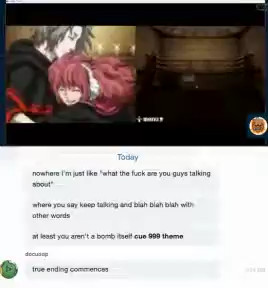 Today
nowhere I'm just like "what the fuck are you guys talking
about"
where you say keep talking and blah blah blah with
other words
at least you aren't a bomb itself cue 999 theme
docuoop
true ending commences